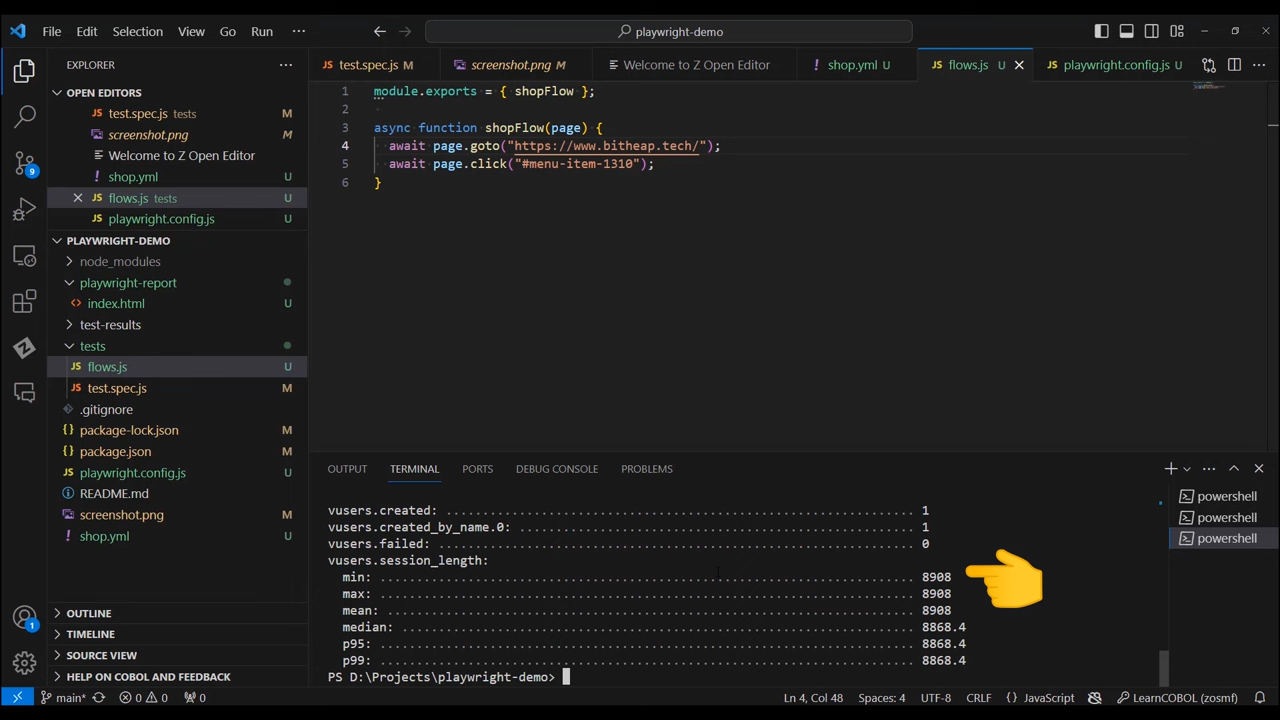 File Edit Selection View Go Run ··· playwright-demo
EXPLORER ···
JS test.spec.js M screenshot.png M Welcome to Z Open Editor ! shop.yml U JS flows.js U JS playwright.config.js U ···
OPEN EDITORS
JS test.spec.js tests M
screenshot.png M
Welcome to Z Open Editor
! shop.yml U
JS flows.js tests U
JS playwright.config.js U
PLAYWRIGHT-DEMO
node_modules
playwright-report
<> index.html U
test-results
tests
JS flows.js U
JS test.spec.js M
.gitignore
{} package-lock.json M
{} package.json M
JS playwright.config.js U
README.md
screenshot.png M
! shop.yml U
OUTLINE
TIMELINE
SOURCE VIEW
HELP ON COBOL AND FEEDBACK
9
1
1 module.exports = { shopFlow };
2
3 async function shopFlow(page) {
4 await page.goto("https://www.bitheap.tech/");
5 await page.click("#menu-item-1310");
6 }
OUTPUT TERMINAL PORTS DEBUG CONSOLE PROBLEMS ···
vusers.created: ........................................................................ 1
vusers.created_by_name.0: .............................................................. 1
vusers.failed: ......................................................................... 0
vusers.session_length:
min: ................................................................................... 8908
max: ................................................................................... 8908
mean: .................................................................................. 8908
median: ................................................................................ 8868.4
p95: ................................................................................... 8868.4
p99: ................................................................................... 8868.4
PS D:\Projects\playwright-demo>
powershell
powershell
powershell
main* 0 0 0 Ln 4, Col 48 Spaces: 4 UTF-8 CRLF {} JavaScript LearnCOBOL (zosmf)